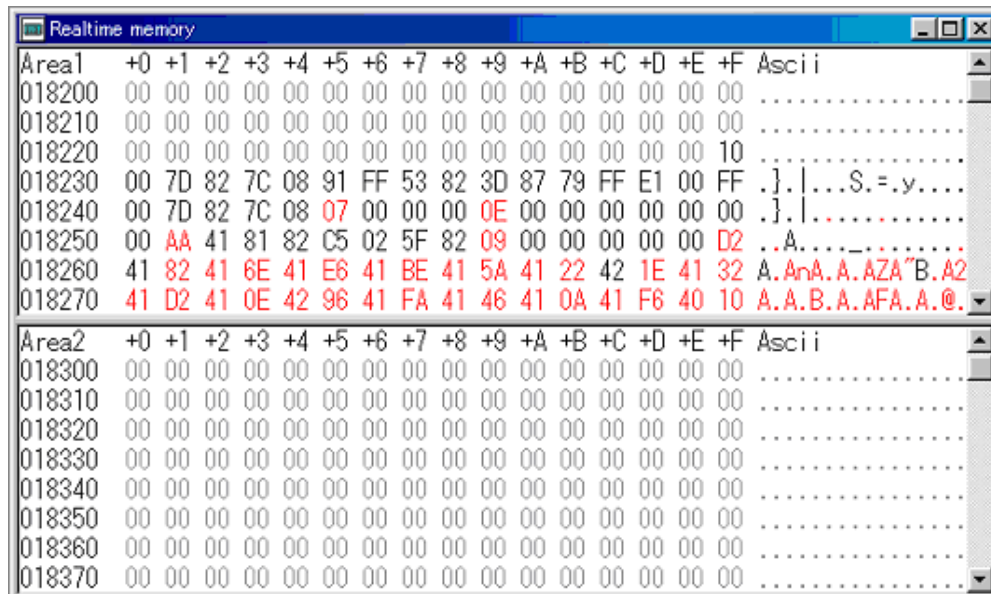 Realtime memory
Area1 +0 +1 +2 +3 +4 +5 +6 +7 +8 +9 +A +B +C +D +E +F Ascii
018200 00 00 00 00 00 00 00 00 00 00 00 00 00 00 00 00 ................
018210 00 00 00 00 00 00 00 00 00 00 00 00 00 00 00 00 ................
018220 00 00 00 00 00 00 00 00 00 00 00 00 00 00 00 10 ................
018230 00 7D 82 7C 08 91 FF 53 82 3D 87 79 FF E1 00 FF .}.|...S.=.y....
018240 00 7D 82 7C 08 07 00 00 00 0E 00 00 00 00 00 00 .}.|............
018250 00 AA 41 81 82 C5 02 5F 82 09 00 00 00 00 00 D2 ..A...._........
018260 41 82 41 6E 41 E6 41 BE 41 5A 41 22 42 1E 41 32 A.AnA.A.AZA"B.A2
018270 41 D2 41 0E 42 96 41 FA 41 46 41 0A 41 F6 40 10 A.A.B.A.AFA.A.@.
Area2 +0 +1 +2 +3 +4 +5 +6 +7 +8 +9 +A +B +C +D +E +F Ascii
018300 00 00 00 00 00 00 00 00 00 00 00 00 00 00 00 00 ................
018310 00 00 00 00 00 00 00 00 00 00 00 00 00 00 00 00 ................
018320 00 00 00 00 00 00 00 00 00 00 00 00 00 00 00 00 ................
018330 00 00 00 00 00 00 00 00 00 00 00 00 00 00 00 00 ................
018340 00 00 00 00 00 00 00 00 00 00 00 00 00 00 00 00 ................
018350 00 00 00 00 00 00 00 00 00 00 00 00 00 00 00 00 ................
018360 00 00 00 00 00 00 00 00 00 00 00 00 00 00 00 00 ................
018370 00 00 00 00 00 00 00 00 00 00 00 00 00 00 00 00 ................